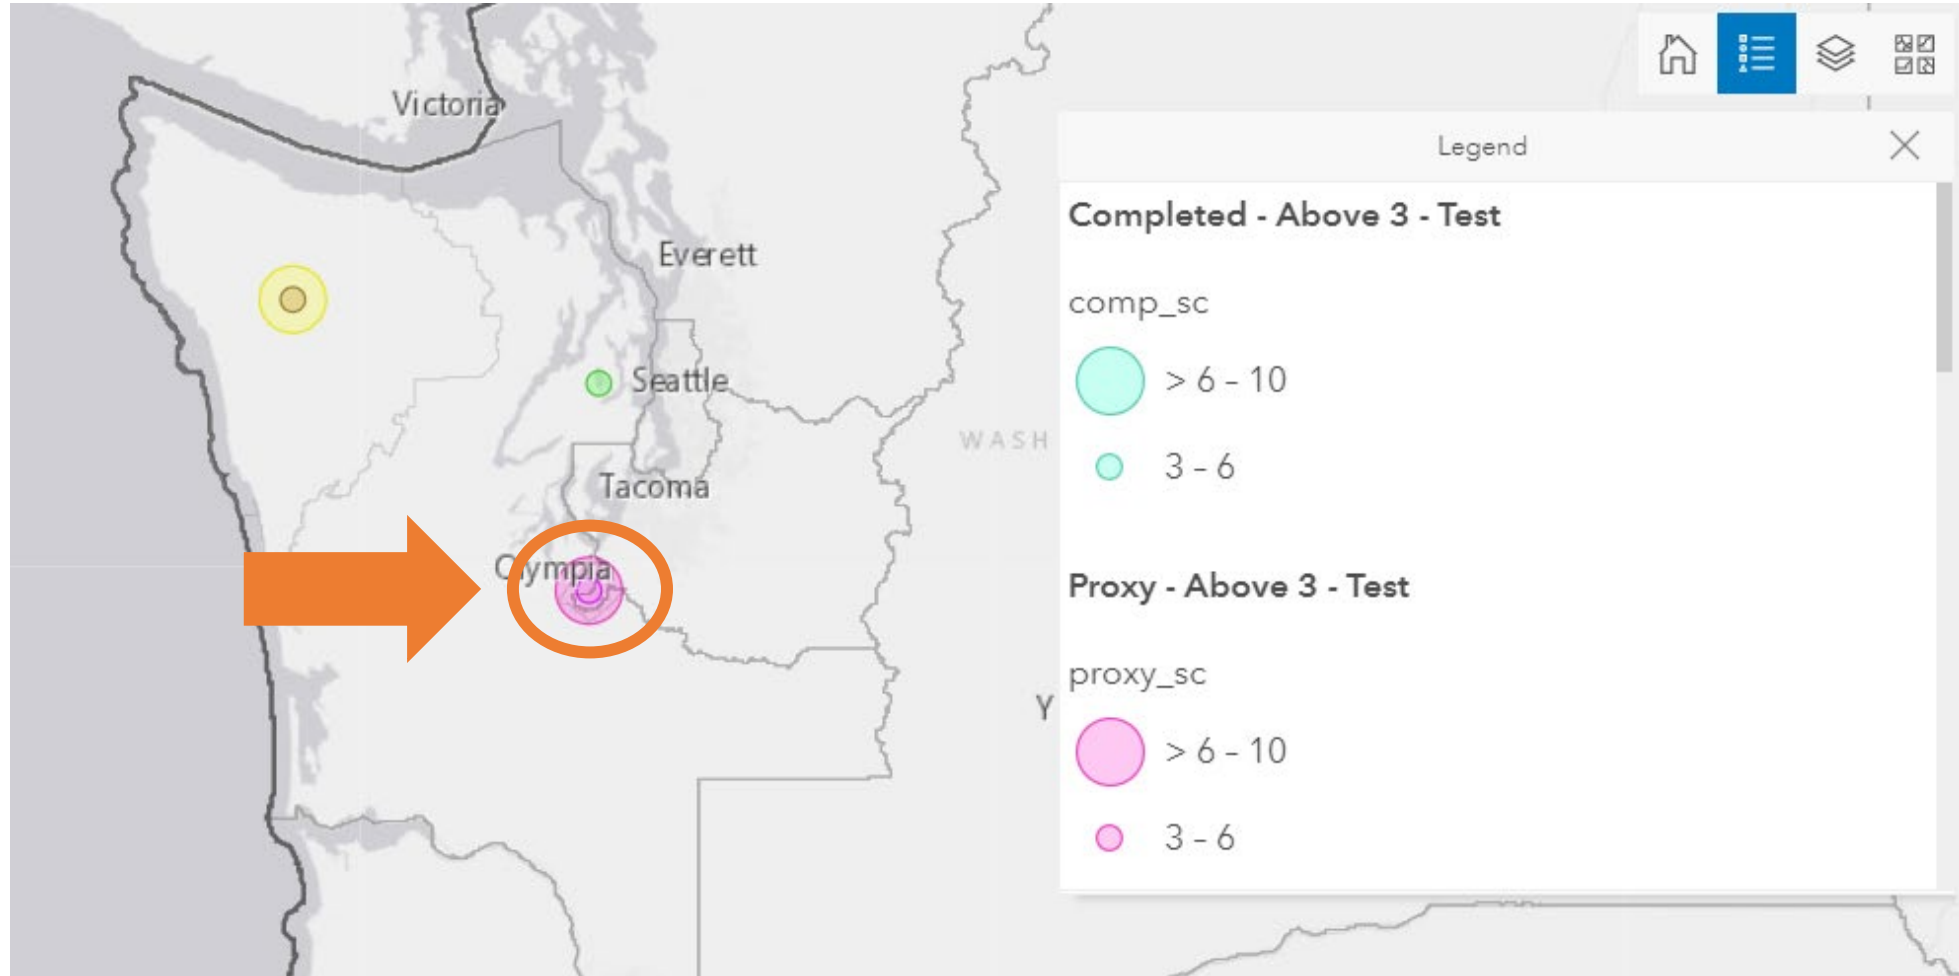 Victoria
Everett
Seattle
WASH
Tacoma
Olympia
Y
Legend
Completed - Above 3 - Test
comp_sc
> 6 - 10
3 - 6
Proxy - Above 3 - Test
proxy_sc
> 6 - 10
3 - 6